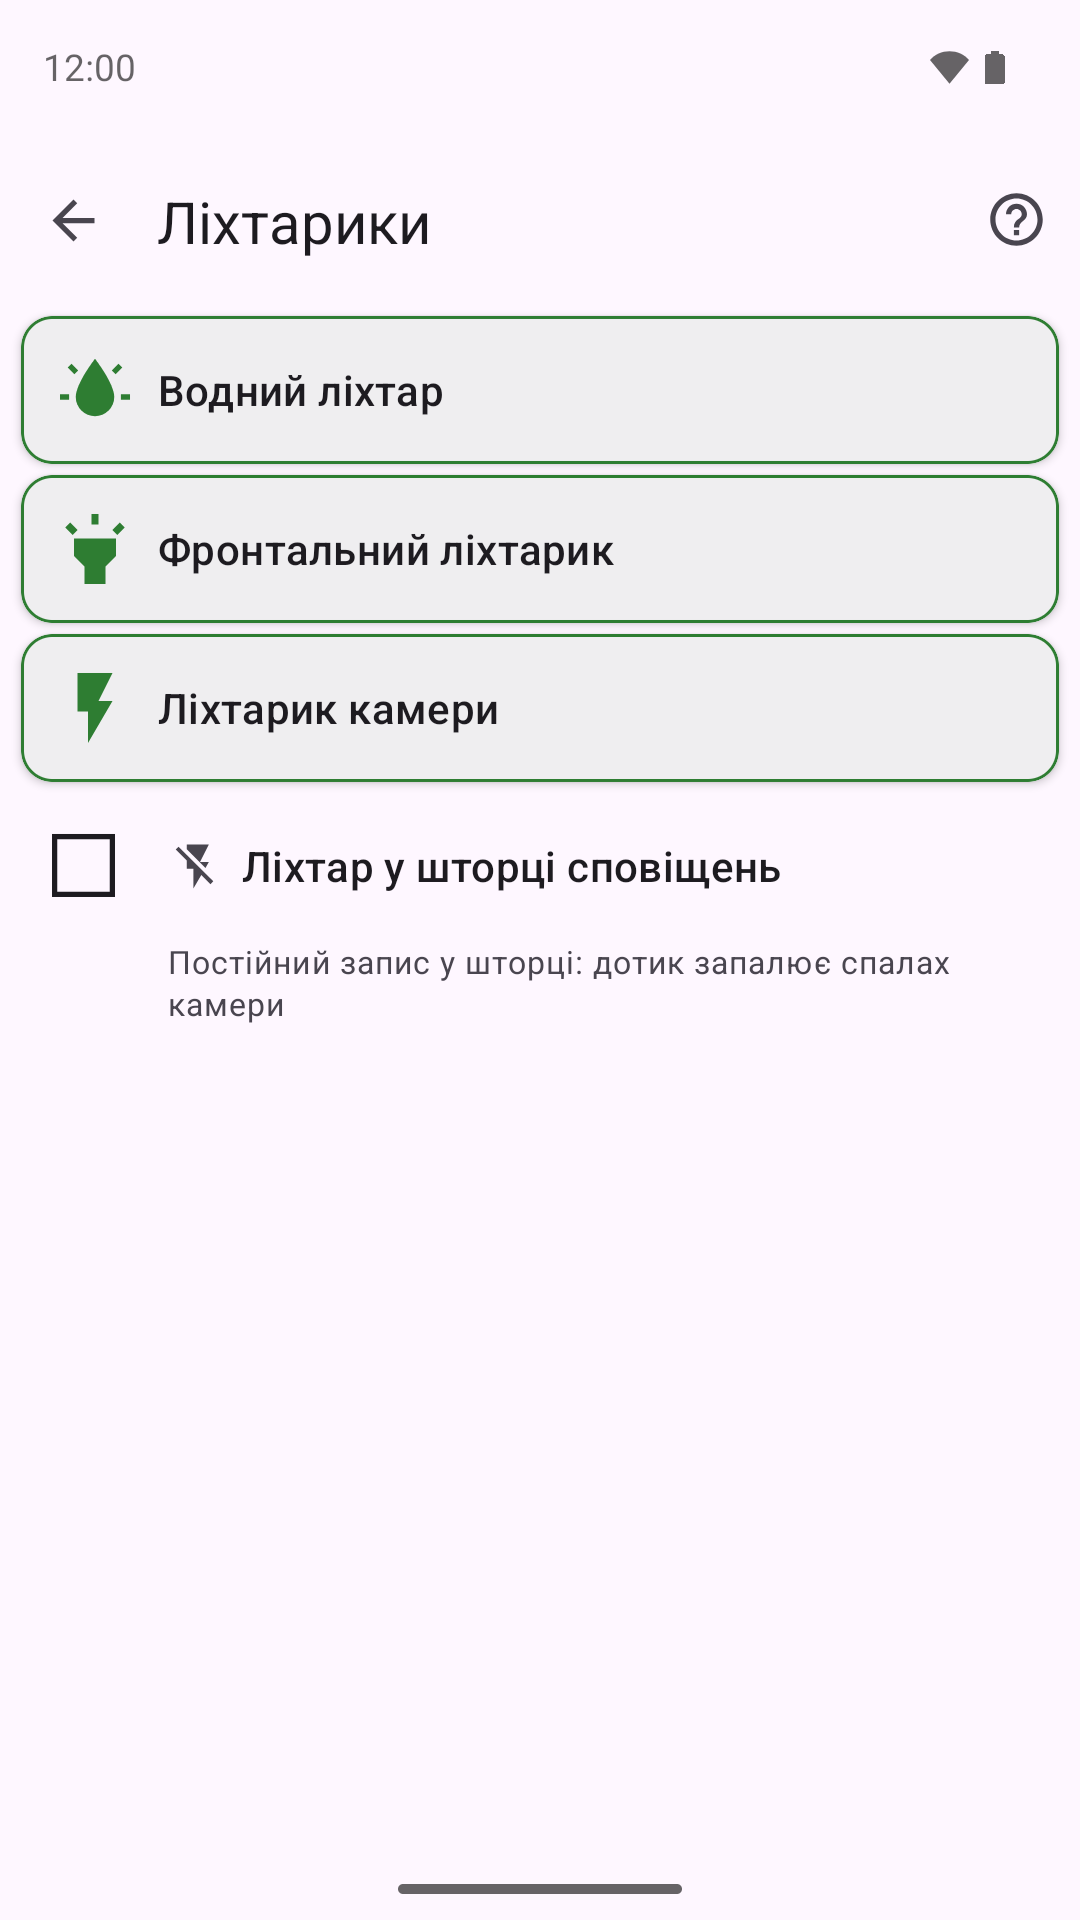 12:00
Ліхтарики
Водний ліхтар
Фронтальний ліхтарик
Ліхтарик камери
Ліхтар у шторці сповіщень
Постійний запис у шторці: дотик запалює спалах
камери